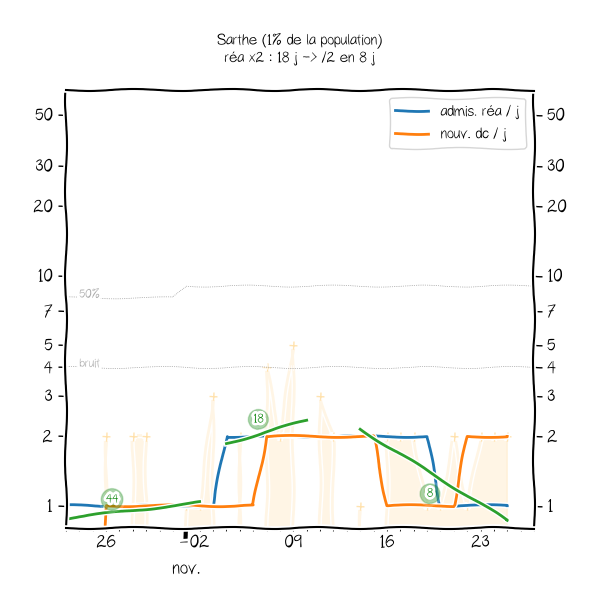 Sarthe (1% de la population)
réa x2 : 18 j -> /2 en 8 j
admis. réa / j
nouv. dc / j
50 50
30 30
20 20
10 10
50%
7 7
5 5
bruit
4 4
3 3
2 2
18
1 1
44
8
26 02 09 16 23
nov.